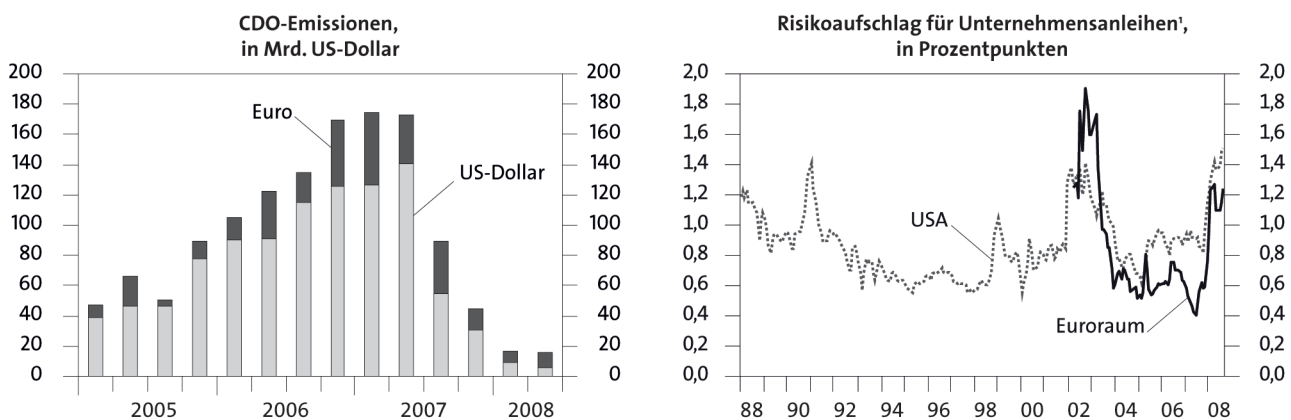 CDO-Emissionen,
in Mrd. US-Dollar
200 200
180 180
160 160
140 140
120 120
100 100
80 80
60 60
40 40
20 20
0 0
Euro
US-Dollar
2005 2006 2007 2008
Risikoaufschlag für Unternehmensanleihen¹,
in Prozentpunkten
2,0 2,0
1,8 1,8
1,6 1,6
1,4 1,4
1,2 1,2
1,0 1,0
0,8 0,8
0,6 0,6
0,4 0,4
0,2 0,2
0,0 0,0
USA
Euroraum
88 90 92 94 96 98 00 02 04 06 08